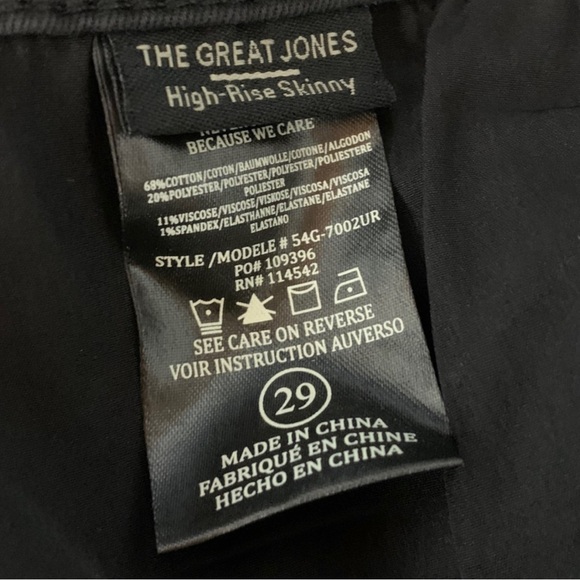 THE GREAT JONES
High-Rise Skinny
BECAUSE WE CARE
68%COTTON/COTON/BAUMWOLLE/COTONE/ALGODON
20%POLYESTER/POLYESTER/POLYESTER/POLIESTERE
POLIESTER
11%VISCOSE/VISCOSE/VISKOSE/VISCOSA/VISCOSA
1%SPANDEX/ELASTHANNE/ELASTANE/ELASTANE
ELASTANO
STYLE /MODELE # 54G-7002UR
PO# 109396
RN# 114542
SEE CARE ON REVERSE
VOIR INSTRUCTION AUVERSO
29
MADE IN CHINA
FABRIQUÉ EN CHINE
HECHO EN CHINA